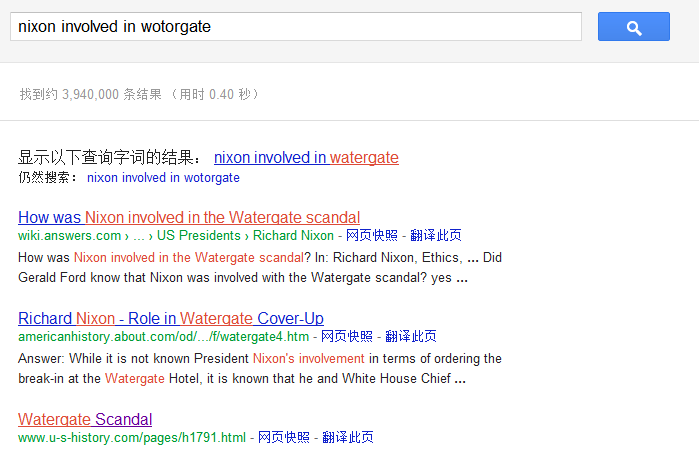 nixon involved in wotorgate
找到约 3,940,000 条结果 （用时 0.40 秒）
显示以下查询字词的结果： nixon involved in watergate
仍然搜索： nixon involved in wotorgate
How was Nixon involved in the Watergate scandal
wiki.answers.com › ... › US Presidents › Richard Nixon - 网页快照 - 翻译此页
How was Nixon involved in the Watergate scandal? In: Richard Nixon, Ethics, ... Did
Gerald Ford know that Nixon was involved with the Watergate scandal? yes ...
Richard Nixon - Role in Watergate Cover-Up
americanhistory.about.com/od/.../f/watergate4.htm - 网页快照 - 翻译此页
Answer: While it is not known President Nixon's involvement in terms of ordering the
break-in at the Watergate Hotel, it is known that he and White House Chief ...
Watergate Scandal
www.u-s-history.com/pages/h1791.html - 网页快照 - 翻译此页